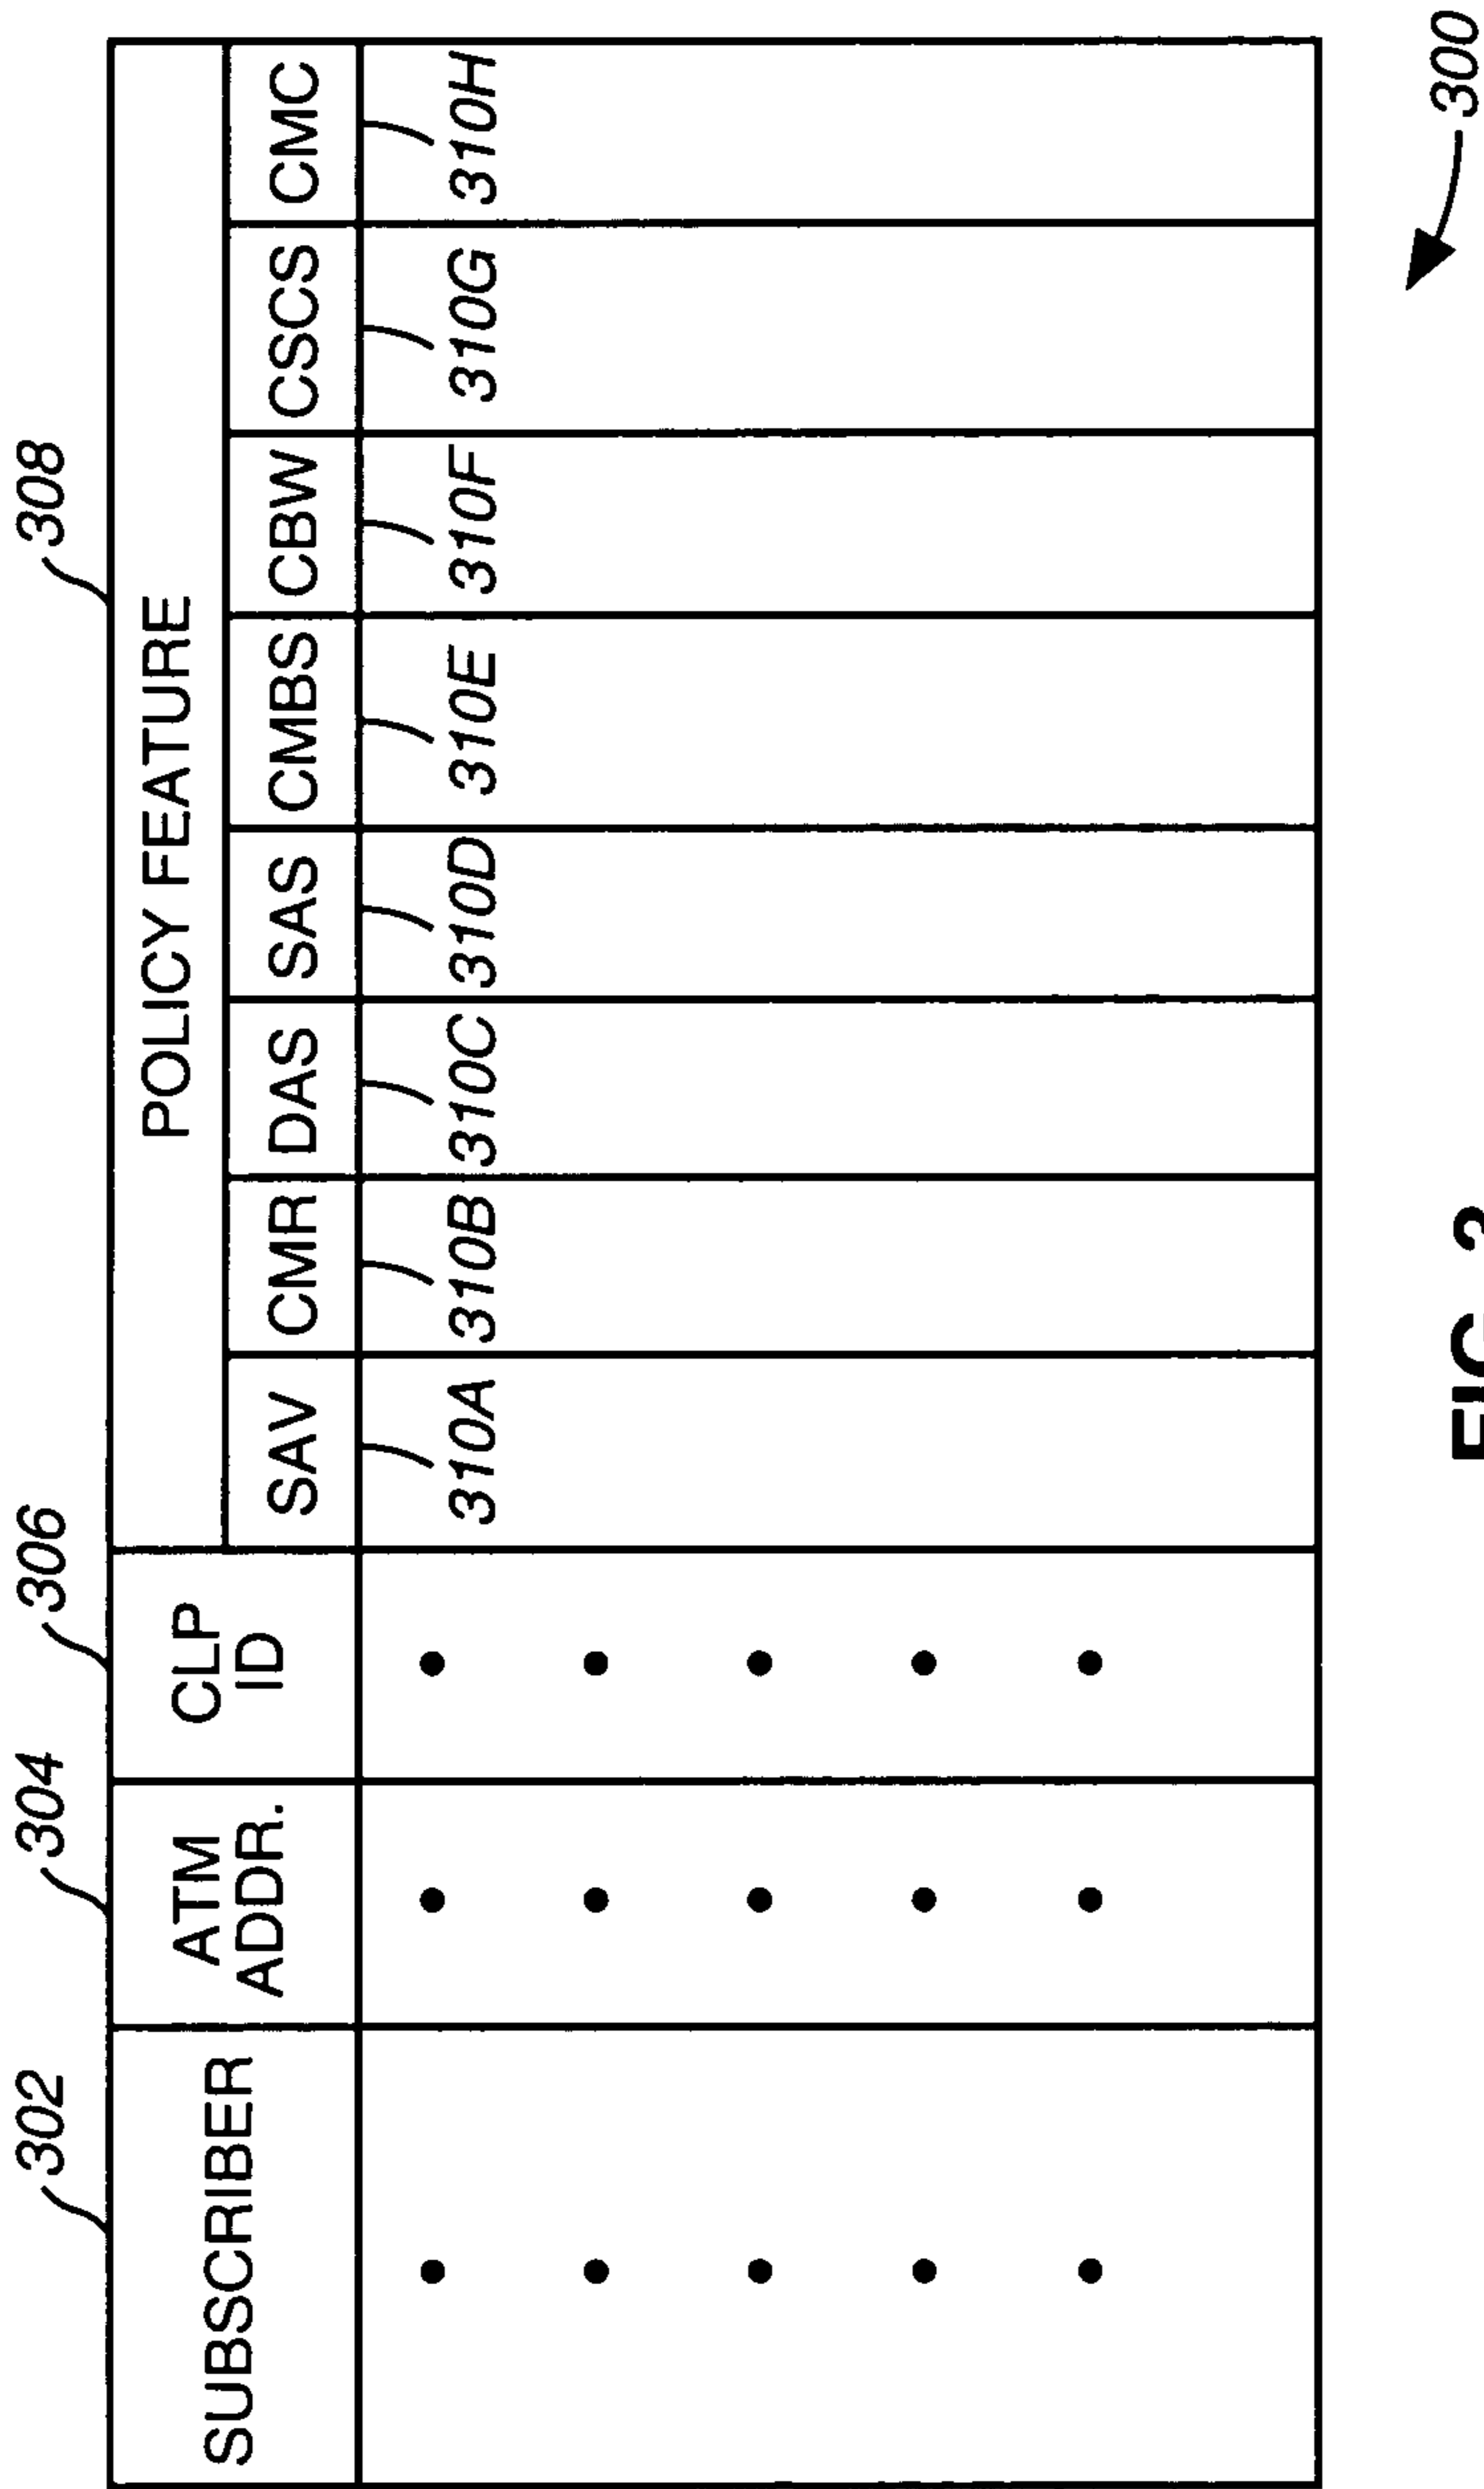 302
304
306
308
SUBSCRIBER
ATM
ADDR.
CLP
ID
POLICY FEATURE
SAV
CMR
DAS
SAS
CMBS
CBW
CSCS
CMC
310A
310B
310C
310D
310E
310F
310G
310H
300
FIG